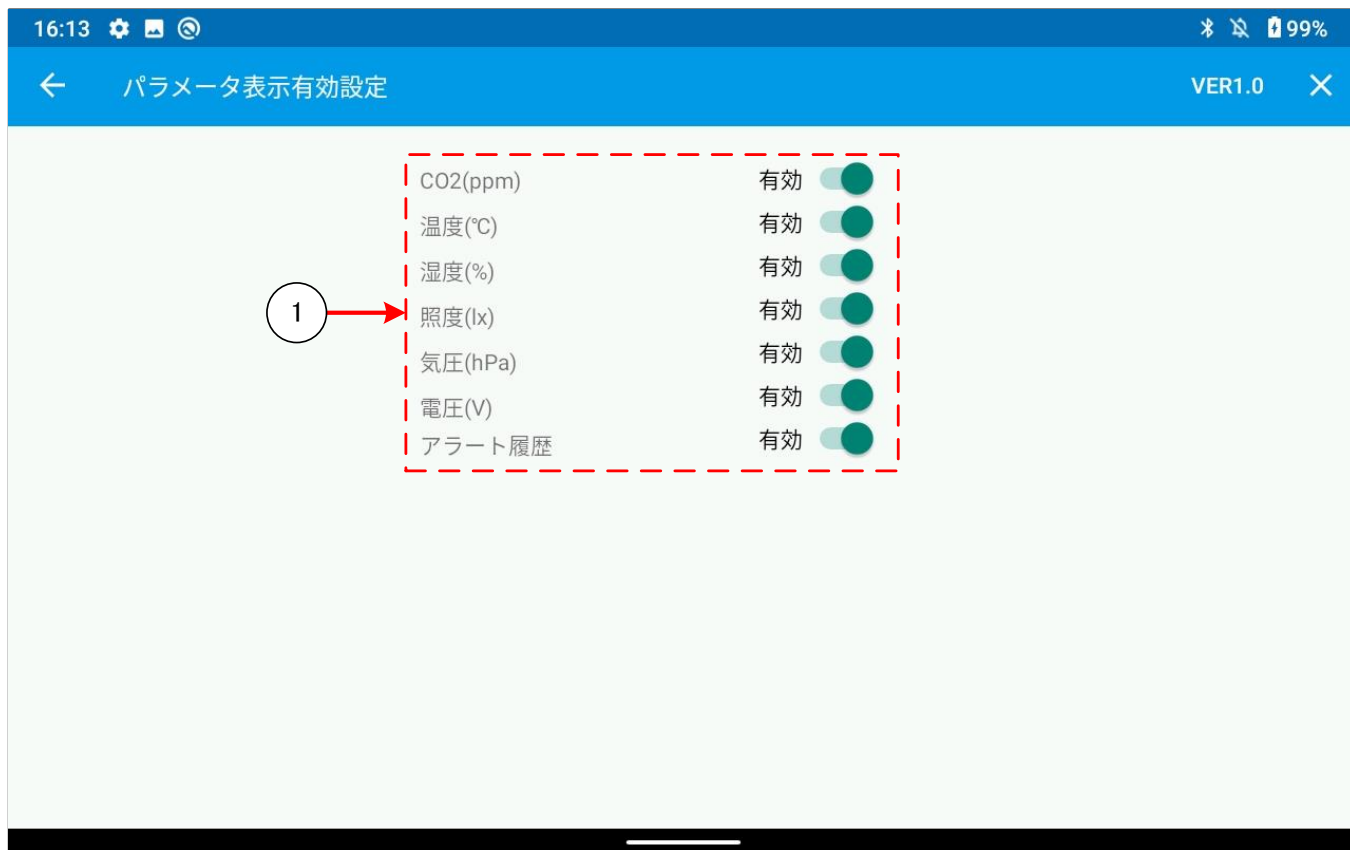 16:13 99%
パラメータ表示有効設定 VER1.0
CO2(ppm) 有効
温度(℃) 有効
湿度(%) 有効
1
照度(lx) 有効
気圧(hPa) 有効
電圧(V) 有効
アラート履歴 有効